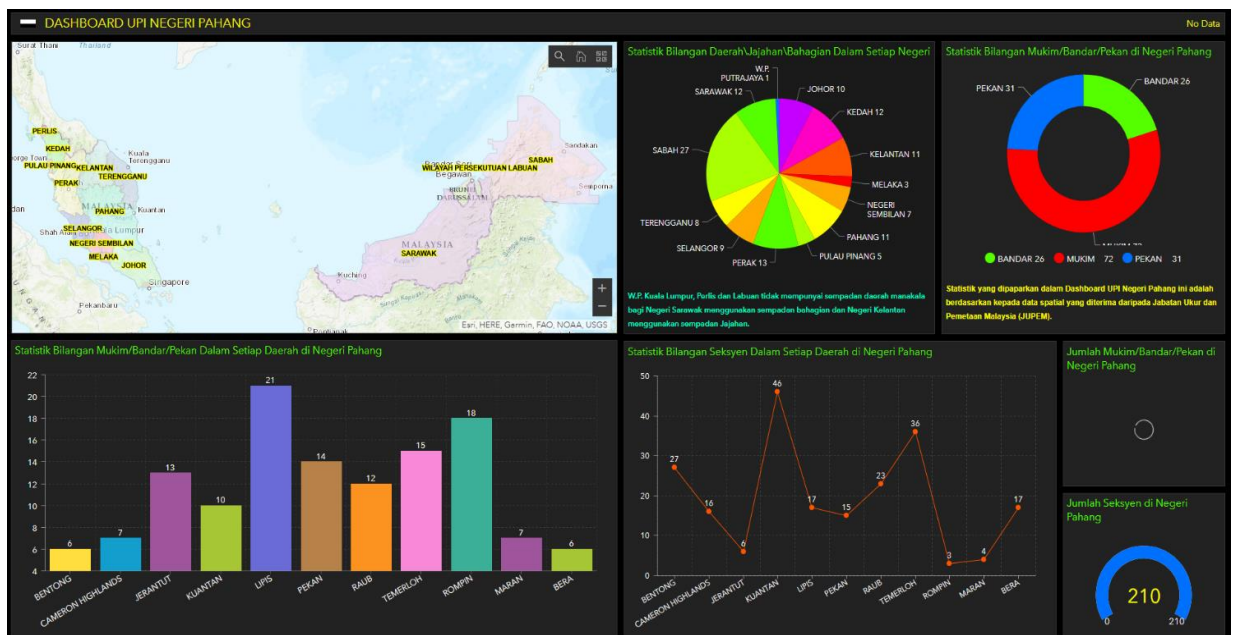 DASHBOARD UPI NEGERI PAHANG
No Data
Surat Thani
Thailand
PERLIS
KEDAH
Kuala
Terengganu
PULAU PINANG
KELANTAN
TERENGGANU
PERAK
MALAYSIA
PAHANG
Kuantan
SELANGOR
Shah Alam
Lumpur
NEGERI SEMBILAN
MELAKA
JOHOR
Singapore
Pekanbaru
Sandakan
SABAH
WILAYAH PERSEKUTUAN LABUAN
Bandar Seri
Begawan
BRUNEI
DARUSSALAM
Semporna
MALAYSIA
SARAWAK
Kuching
Pontianak
+
−
Esri, HERE, Garmin, FAO, NOAA, USGS
Statistik Bilangan Daerah\Jajahan\Bahagian Dalam Setiap Negeri
W.P.
PUTRAJAYA 1
JOHOR 10
SARAWAK 12
KEDAH 12
SABAH 27
KELANTAN 11
MELAKA 3
NEGERI
SEMBILAN 7
TERENGGANU 8
PAHANG 11
SELANGOR 9
PULAU PINANG 5
PERAK 13
W.P. Kuala Lumpur, Perlis dan Labuan tidak mempunyai sempadan daerah manakala
bagi Negeri Sarawak menggunakan sempadan bahagian dan Negeri Kelantan
menggunakan sempadan Jajahan.
Statistik Bilangan Mukim/Bandar/Pekan di Negeri Pahang
PEKAN 31
BANDAR 26
BANDAR 26 MUKIM 72 PEKAN 31
Statistik yang dipaparkan dalam Dashboard UPI Negeri Pahang ini adalah
berdasarkan kepada data spatial yang diterima daripada Jabatan Ukur dan
Pemetaan Malaysia (JUPEM).
Statistik Bilangan Mukim/Bandar/Pekan Dalam Setiap Daerah di Negeri Pahang
22
20
18
16
14
12
10
8
6
4
6
7
13
10
21
14
12
15
18
7
6
BENTONG
CAMERON HIGHLANDS
JERANTUT
KUANTAN
LIPIS
PEKAN
RAUB
TEMERLOH
ROMPIN
MARAN
BERA
Statistik Bilangan Seksyen Dalam Setiap Daerah di Negeri Pahang
50
40
30
20
10
0
27
16
6
46
17
15
23
36
3
4
17
BENTONG
CAMERON HIGHLANDS
JERANTUT
KUANTAN
LIPIS
PEKAN
RAUB
TEMERLOH
ROMPIN
MARAN
BERA
Jumlah Mukim/Bandar/Pekan di
Negeri Pahang
Jumlah Seksyen di Negeri
Pahang
210
0
210